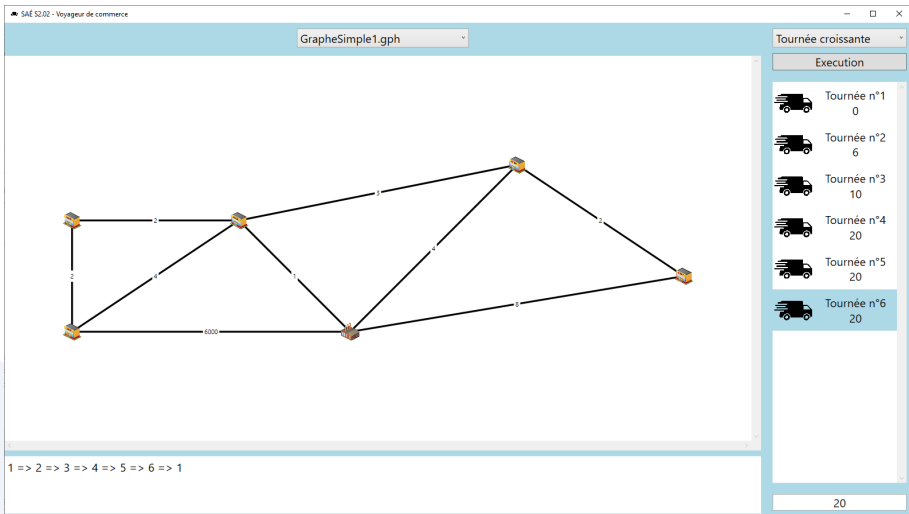 SAÉ S2.02 - Voyageur de commerce
GrapheSimple1.gph
Tournée croissante
Execution
Tournée n°1
0
Tournée n°2
6
Tournée n°3
10
Tournée n°4
20
Tournée n°5
20
Tournée n°6
20
3
2
2
4
2
4
1
6000
1 => 2 => 3 => 4 => 5 => 6 => 1
20